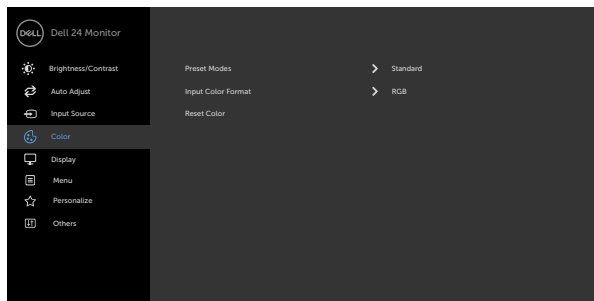 DELL Dell 24 Monitor
Brightness/Contrast Preset Modes Standard
Auto Adjust Input Color Format RGB
Input Source Reset Color
Color
Display
Menu
Personalize
Others